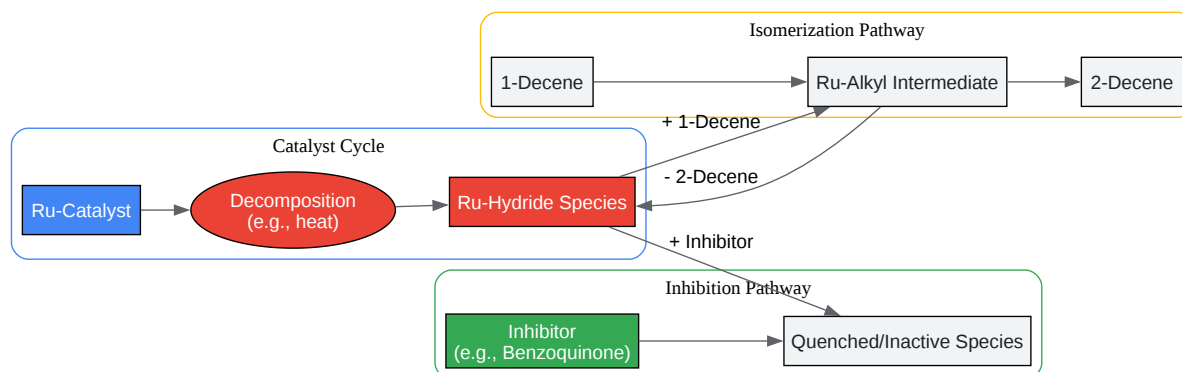 Isomerization Pathway
1-Decene
Ru-Alkyl Intermediate
2-Decene
+ 1-Decene
Catalyst Cycle
Ru-Catalyst
Decomposition
(e.g., heat)
Ru-Hydride Species
- 2-Decene
+ Inhibitor
Inhibition Pathway
Inhibitor
(e.g., Benzoquinone)
Quenched/Inactive Species